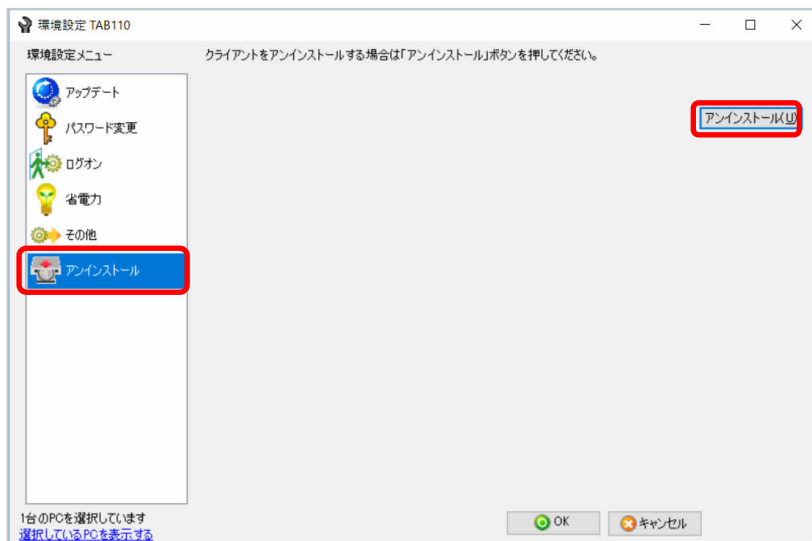 環境設定 TAB110
環境設定メニュー
クライアントをアンインストールする場合は「アンインストール」ボタンを押してください。
アップデート
アンインストール(U)
パスワード変更
ログオン
省電力
その他
アンインストール
1台のPCを選択しています
選択しているPCを表示する
OK
キャンセル